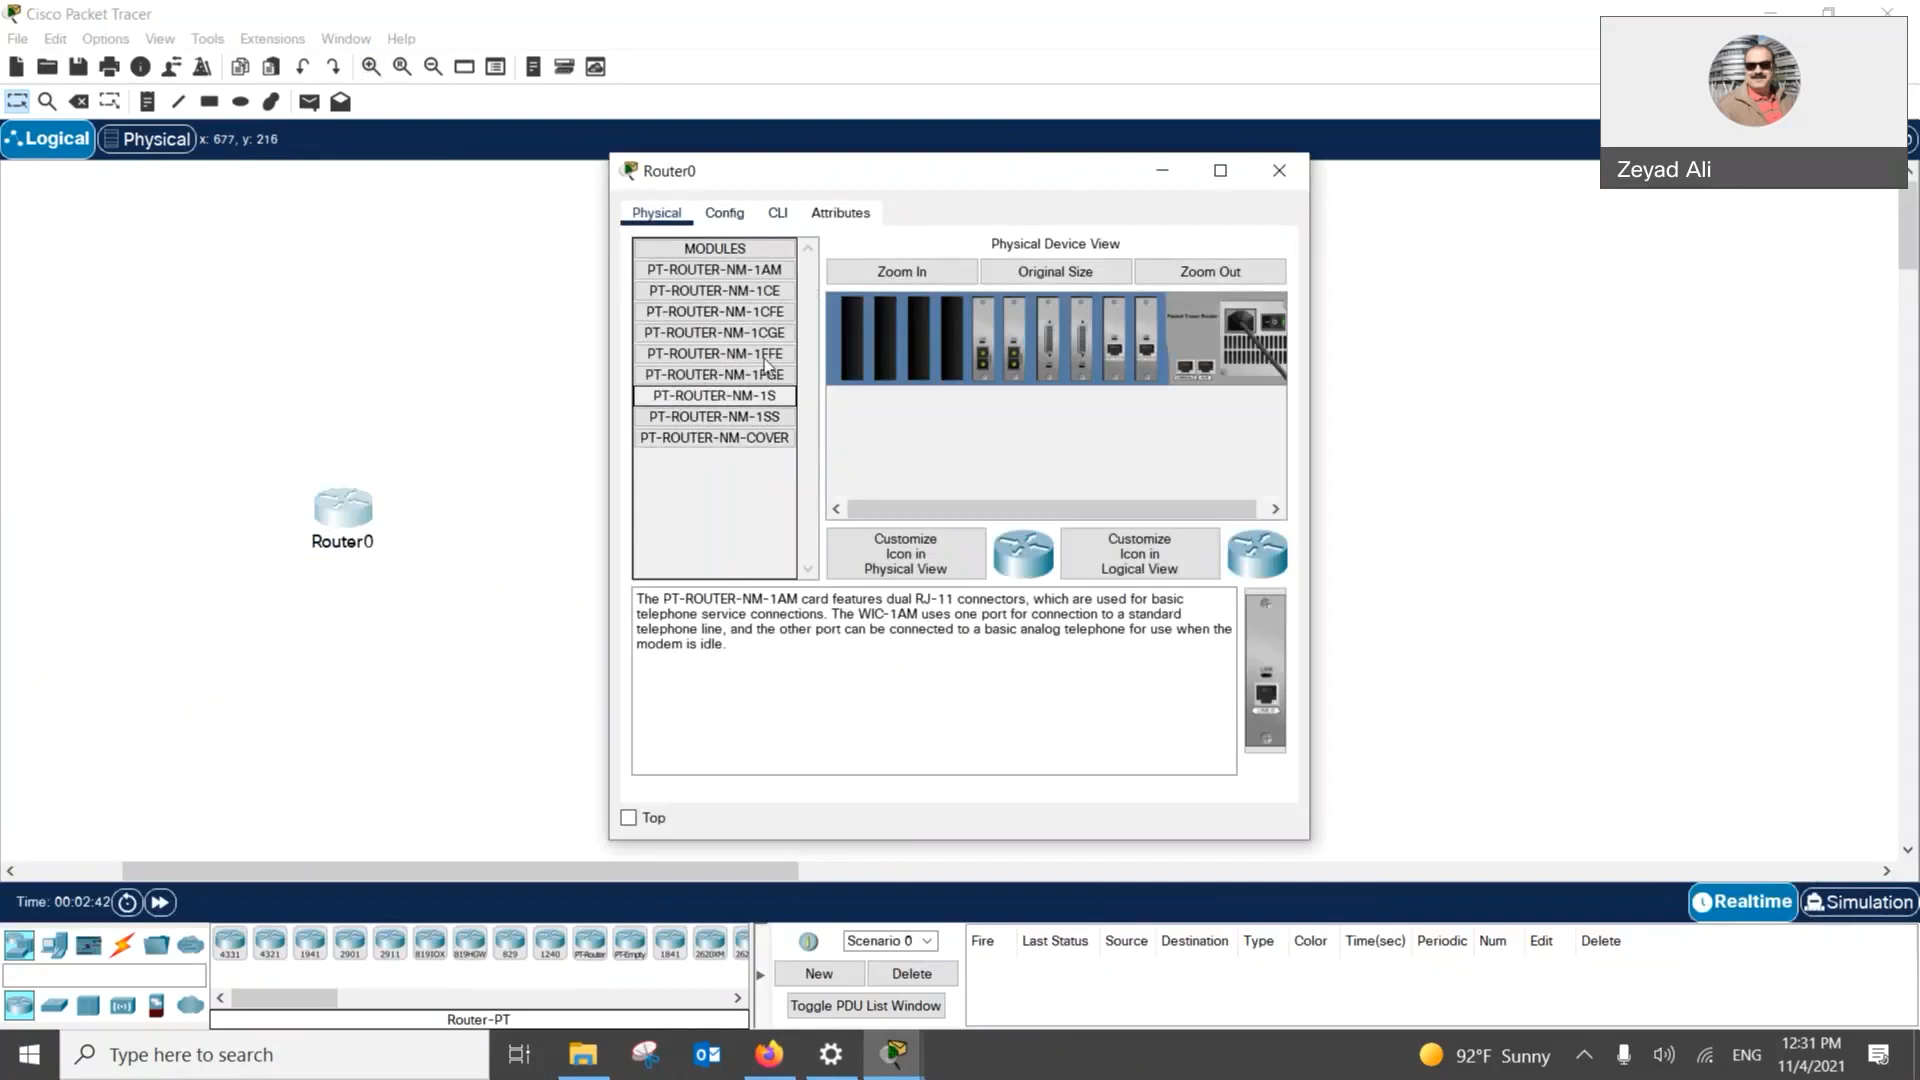 Cisco Packet Tracer
File Edit Options View Tools Extensions Window Help
Logical Physical x: 677, y: 216
Zeyad Ali
Router0
Router0
Physical Config CLI Attributes
MODULES
PT-ROUTER-NM-1AM
PT-ROUTER-NM-1CE
PT-ROUTER-NM-1CFE
PT-ROUTER-NM-1CGE
PT-ROUTER-NM-1FFE
PT-ROUTER-NM-1FGE
PT-ROUTER-NM-1S
PT-ROUTER-NM-1SS
PT-ROUTER-NM-COVER
Physical Device View
Zoom In Original Size Zoom Out
Packet Tracer Router
Customize
Icon in
Physical View
Customize
Icon in
Logical View
The PT-ROUTER-NM-1AM card features dual RJ-11 connectors, which are used for basic
telephone service connections. The WIC-1AM uses one port for connection to a standard
telephone line, and the other port can be connected to a basic analog telephone for use when the
modem is idle.
Top
Time: 00:02:42
Realtime Simulation
4331 4321 1941 2901 2911 819IOX 819HGW 829 1240 PT-Router PT-Empty 1841 2620XM 262
Router-PT
Scenario 0
New Delete
Toggle PDU List Window
Fire Last Status Source Destination Type Color Time(sec) Periodic Num Edit Delete
Type here to search
92°F Sunny
ENG
12:31 PM
11/4/2021